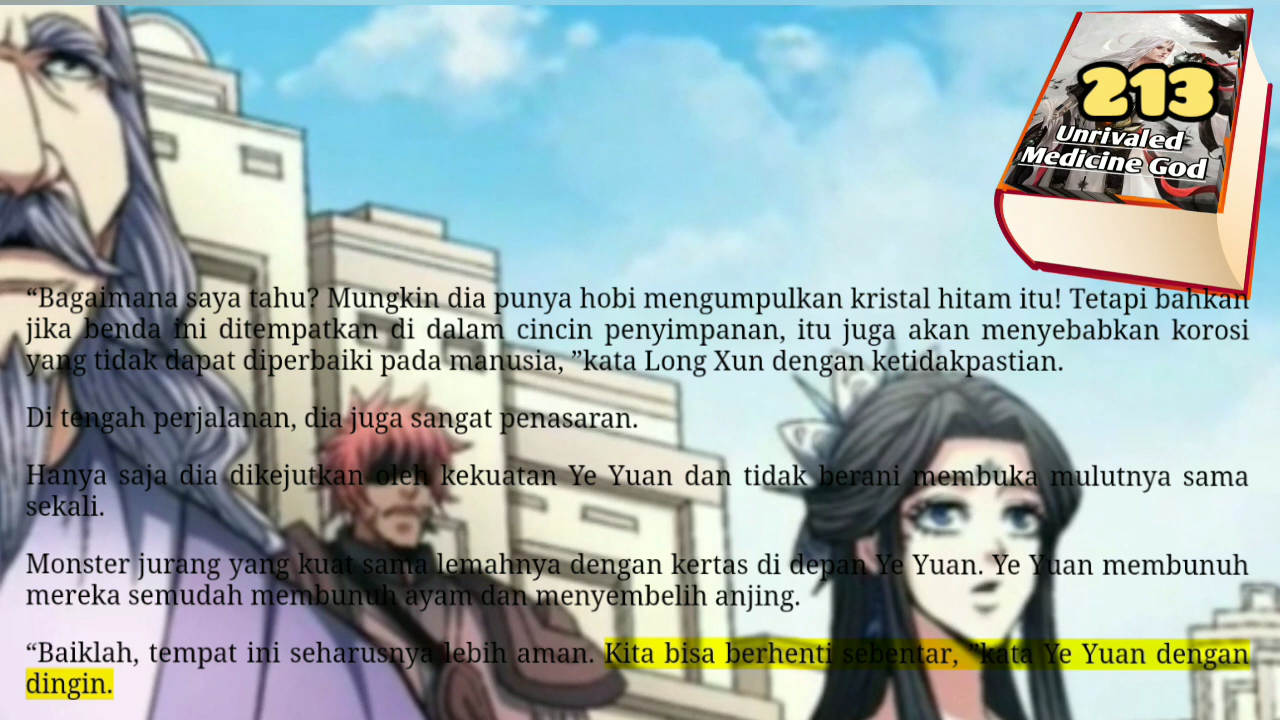 213
Unrivaled
Medicine God
“Bagaimana saya tahu? Mungkin dia punya hobi mengumpulkan kristal hitam itu! Tetapi bahkan
jika benda ini ditempatkan di dalam cincin penyimpanan, itu juga akan menyebabkan korosi
yang tidak dapat diperbaiki pada manusia, ”kata Long Xun dengan ketidakpastian.
Di tengah perjalanan, dia juga sangat penasaran.
Hanya saja dia dikejutkan oleh kekuatan Ye Yuan dan tidak berani membuka mulutnya sama
sekali.
Monster jurang yang kuat sama lemahnya dengan kertas di depan Ye Yuan. Ye Yuan membunuh
mereka semudah membunuh ayam dan menyembelih anjing.
“Baiklah, tempat ini seharusnya lebih aman. Kita bisa berhenti sebentar, ”kata Ye Yuan dengan
dingin.